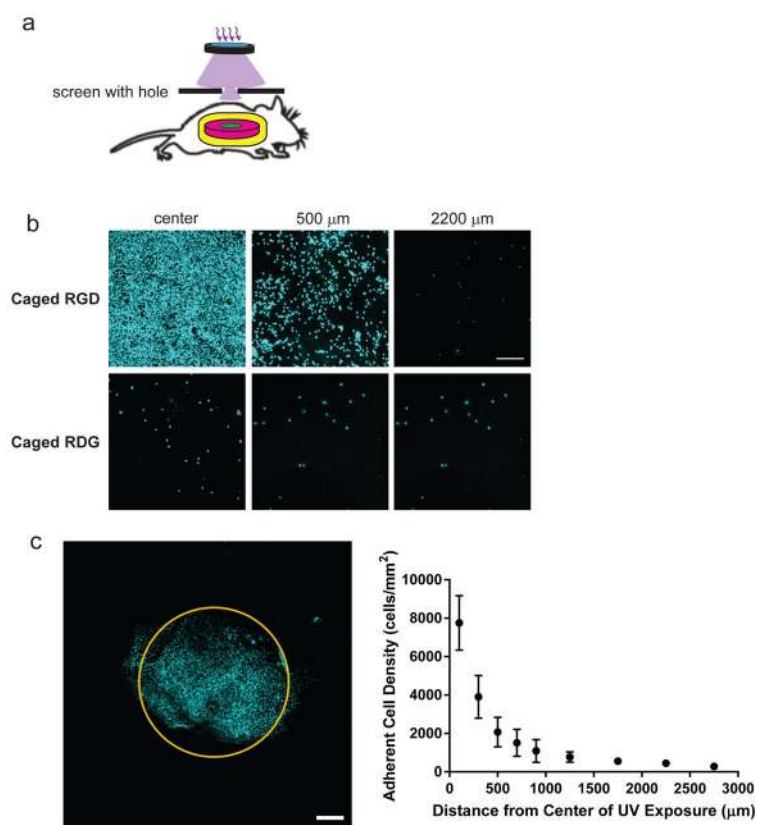 a
screen with hole
b
center 500 μm 2200 μm
Caged RGD
Caged RDG
c
Adherent Cell Density (cells/mm²)
10000
8000
6000
4000
2000
0
0 500 1000 1500 2000 2500 3000
Distance from Center of UV Exposure (μm)